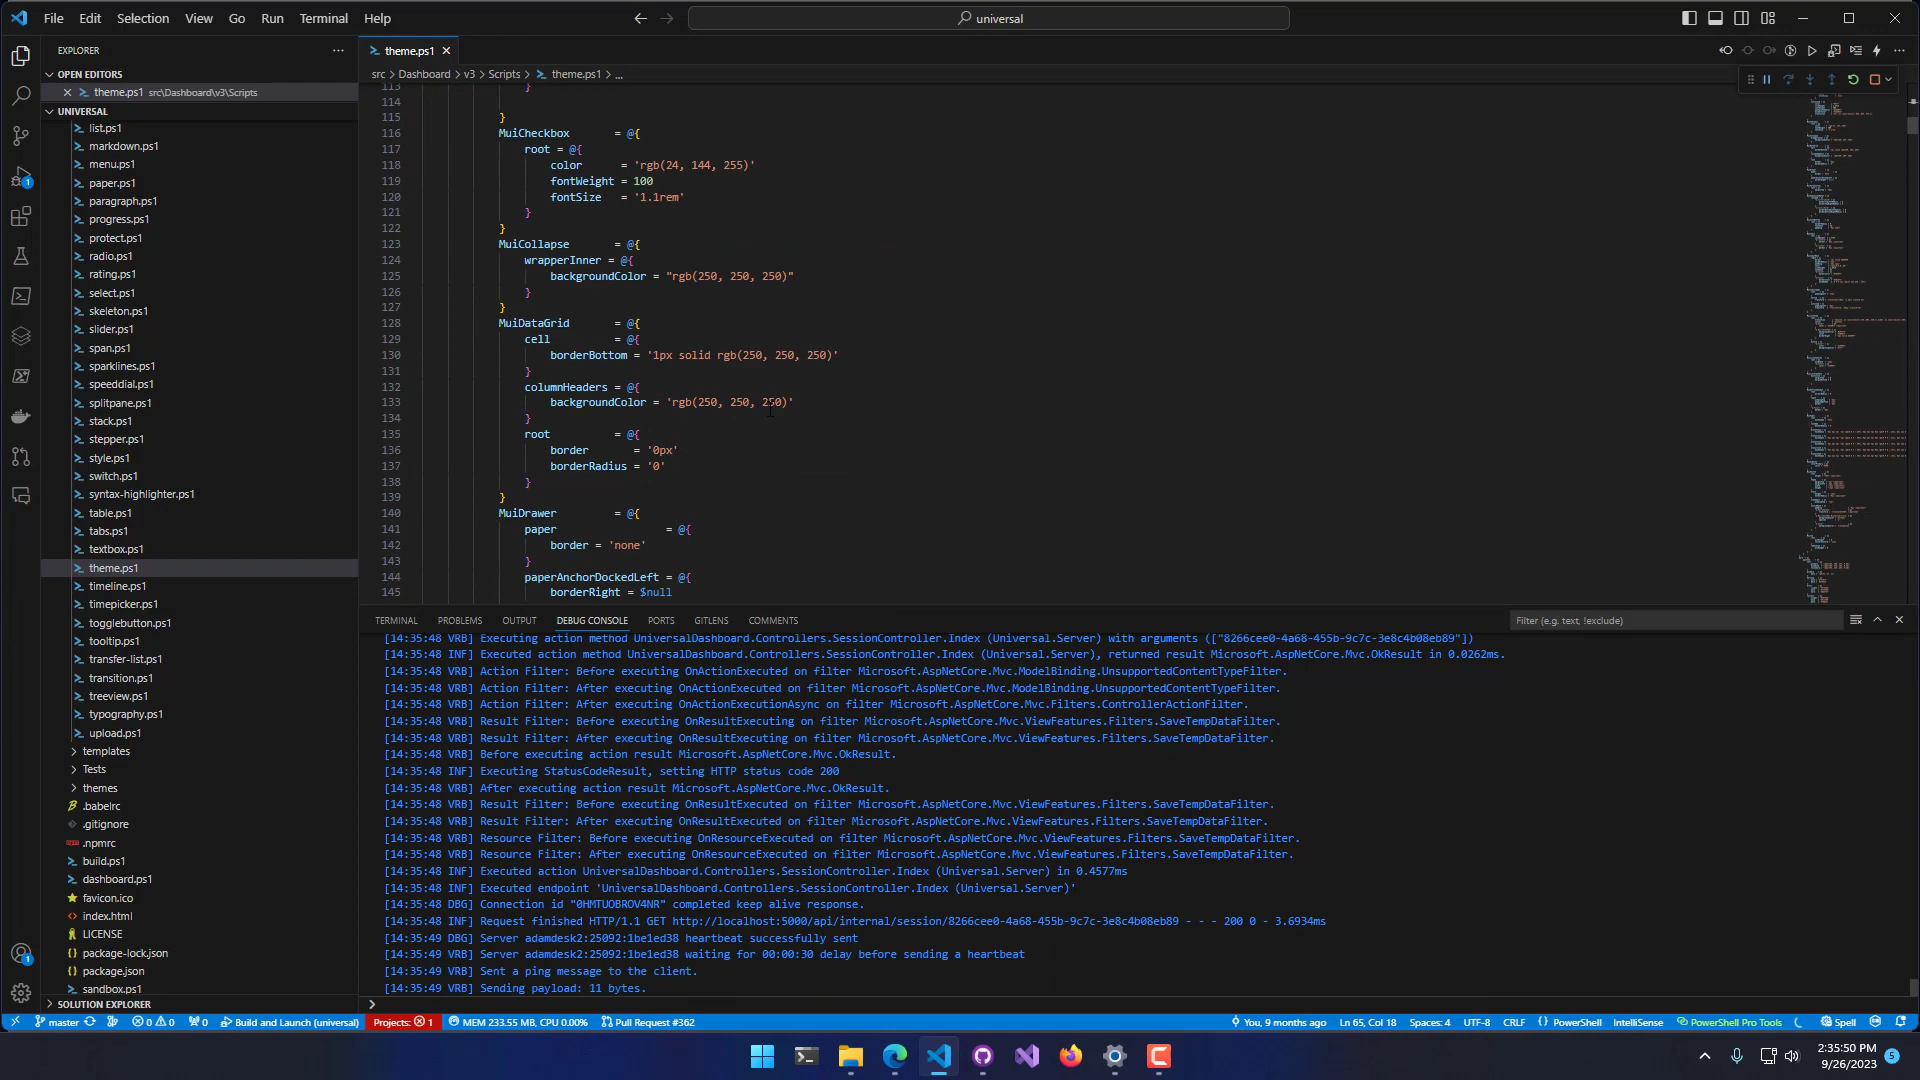 File Edit Selection View Go Run Terminal Help
universal
EXPLORER
OPEN EDITORS
theme.ps1 src\Dashboard\v3\Scripts
UNIVERSAL
list.ps1
markdown.ps1
menu.ps1
paper.ps1
paragraph.ps1
progress.ps1
protect.ps1
radio.ps1
rating.ps1
select.ps1
skeleton.ps1
slider.ps1
span.ps1
sparklines.ps1
speeddial.ps1
splitpane.ps1
stack.ps1
stepper.ps1
style.ps1
switch.ps1
syntax-highlighter.ps1
table.ps1
tabs.ps1
textbox.ps1
theme.ps1
timeline.ps1
timepicker.ps1
togglebutton.ps1
tooltip.ps1
transfer-list.ps1
transition.ps1
treeview.ps1
typography.ps1
upload.ps1
templates
Tests
themes
.babelrc
.gitignore
.npmrc
build.ps1
dashboard.ps1
favicon.ico
index.html
LICENSE
package-lock.json
package.json
sandbox.ps1
SOLUTION EXPLORER
theme.ps1
src > Dashboard > v3 > Scripts > theme.ps1 > ...
113 }
114
115 }
116 MuiCheckbox = @{
117 root = @{
118 color = 'rgb(24, 144, 255)'
119 fontWeight = 100
120 fontSize = '1.1rem'
121 }
122 }
123 MuiCollapse = @{
124 wrapperInner = @{
125 backgroundColor = "rgb(250, 250, 250)"
126 }
127 }
128 MuiDataGrid = @{
129 cell = @{
130 borderBottom = '1px solid rgb(250, 250, 250)'
131 }
132 columnHeaders = @{
133 backgroundColor = 'rgb(250, 250, 250)'
134 }
135 root = @{
136 border = '0px'
137 borderRadius = '0'
138 }
139 }
140 MuiDrawer = @{
141 paper = @{
142 border = 'none'
143 }
144 paperAnchorDockedLeft = @{
145 borderRight = $null
TERMINAL PROBLEMS OUTPUT DEBUG CONSOLE PORTS GITLENS COMMENTS
Filter (e.g. text, !exclude)
[14:35:48 VRB] Executing action method UniversalDashboard.Controllers.SessionController.Index (Universal.Server) with arguments (["8266cee0-4a68-455b-9c7c-3e8c4b08eb89"])
[14:35:48 INF] Executed action method UniversalDashboard.Controllers.SessionController.Index (Universal.Server), returned result Microsoft.AspNetCore.Mvc.OkResult in 0.0262ms.
[14:35:48 VRB] Action Filter: Before executing OnActionExecuted on filter Microsoft.AspNetCore.Mvc.ModelBinding.UnsupportedContentTypeFilter.
[14:35:48 VRB] Action Filter: After executing OnActionExecuted on filter Microsoft.AspNetCore.Mvc.ModelBinding.UnsupportedContentTypeFilter.
[14:35:48 VRB] Action Filter: After executing OnActionExecutionAsync on filter Microsoft.AspNetCore.Mvc.Filters.ControllerActionFilter.
[14:35:48 VRB] Result Filter: Before executing OnResultExecuting on filter Microsoft.AspNetCore.Mvc.ViewFeatures.Filters.SaveTempDataFilter.
[14:35:48 VRB] Result Filter: After executing OnResultExecuting on filter Microsoft.AspNetCore.Mvc.ViewFeatures.Filters.SaveTempDataFilter.
[14:35:48 VRB] Before executing action result Microsoft.AspNetCore.Mvc.OkResult.
[14:35:48 INF] Executing StatusCodeResult, setting HTTP status code 200
[14:35:48 VRB] After executing action result Microsoft.AspNetCore.Mvc.OkResult.
[14:35:48 VRB] Result Filter: Before executing OnResultExecuted on filter Microsoft.AspNetCore.Mvc.ViewFeatures.Filters.SaveTempDataFilter.
[14:35:48 VRB] Result Filter: After executing OnResultExecuted on filter Microsoft.AspNetCore.Mvc.ViewFeatures.Filters.SaveTempDataFilter.
[14:35:48 VRB] Resource Filter: Before executing OnResourceExecuted on filter Microsoft.AspNetCore.Mvc.ViewFeatures.Filters.SaveTempDataFilter.
[14:35:48 VRB] Resource Filter: After executing OnResourceExecuted on filter Microsoft.AspNetCore.Mvc.ViewFeatures.Filters.SaveTempDataFilter.
[14:35:48 INF] Executed action UniversalDashboard.Controllers.SessionController.Index (Universal.Server) in 0.4577ms
[14:35:48 INF] Executed endpoint 'UniversalDashboard.Controllers.SessionController.Index (Universal.Server)'
[14:35:48 DBG] Connection id "0HMTUOBROV4NR" completed keep alive response.
[14:35:48 INF] Request finished HTTP/1.1 GET http://localhost:5000/api/internal/session/8266cee0-4a68-455b-9c7c-3e8c4b08eb89 - - - 200 0 - 3.6934ms
[14:35:49 DBG] Server adamdesk2:25092:1be1ed38 heartbeat successfully sent
[14:35:49 VRB] Server adamdesk2:25092:1be1ed38 waiting for 00:00:30 delay before sending a heartbeat
[14:35:49 VRB] Sent a ping message to the client.
[14:35:49 VRB] Sending payload: 11 bytes.
master 0 0 0 Build and Launch (universal) Projects: 1 MEM 233.55 MB, CPU 0.00% Pull Request #362 You, 9 months ago Ln 65, Col 18 Spaces: 4 UTF-8 CRLF PowerShell IntelliSense PowerShell Pro Tools Spell
2:35:50 PM
9/26/2023
5